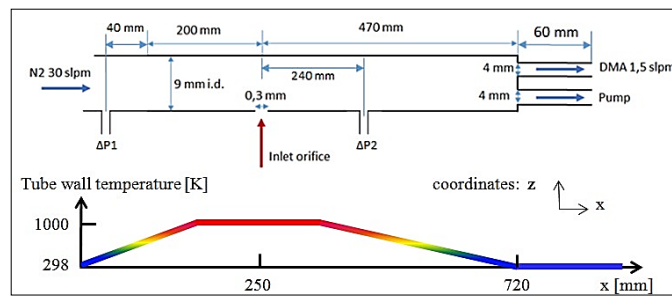 40 mm 200 mm 470 mm 60 mm
N2 30 slpm 9 mm i.d. 240 mm 4 mm DMA 1,5 slpm
0,3 mm 4 mm Pump
ΔP1 Inlet orifice ΔP2
Tube wall temperature [K] coordinates: z
x
1000
298
250 720 x [mm]